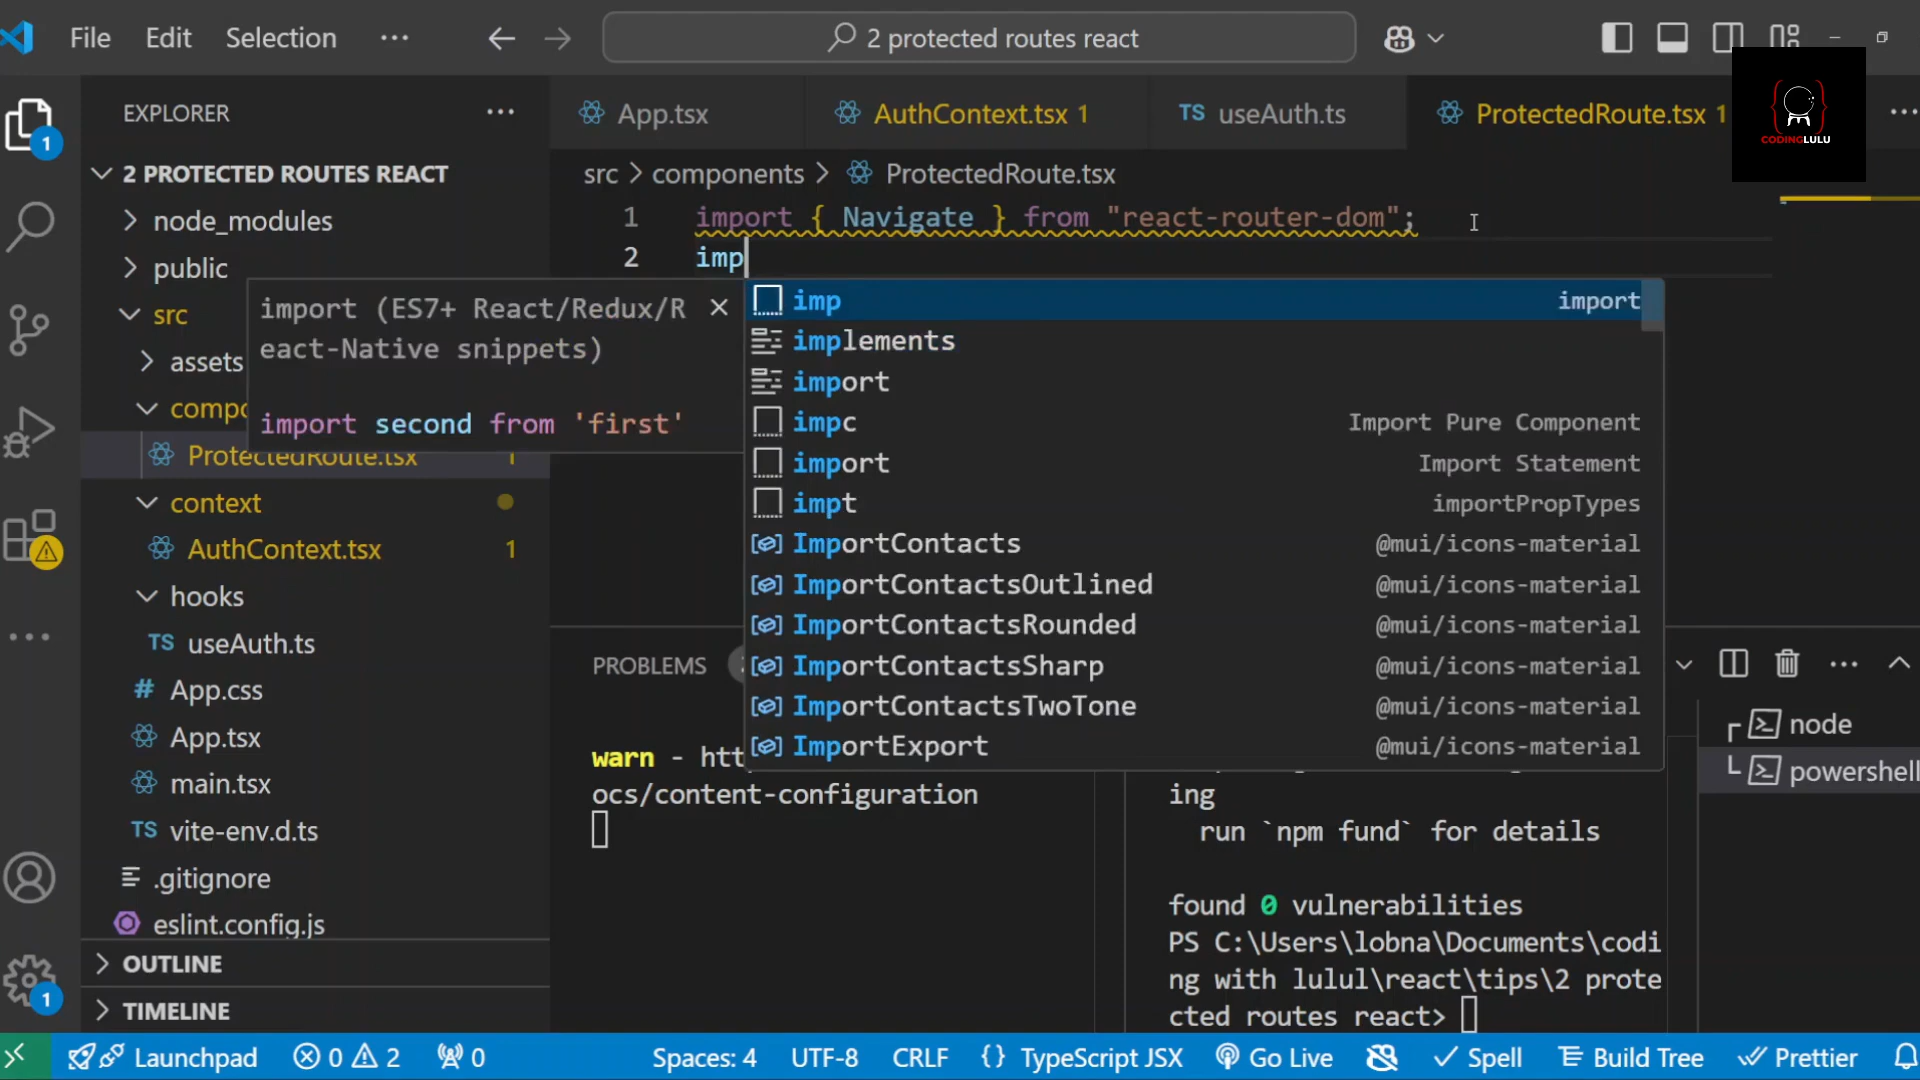 File Edit Selection ... 2 protected routes react
CODINGLULU
EXPLORER ...
App.tsx AuthContext.tsx 1 TS useAuth.ts ProtectedRoute.tsx 1 ...
2 PROTECTED ROUTES REACT
node_modules
public
src
assets
compo
ProtectedRoute.tsx 1
context
AuthContext.tsx 1
hooks
TS useAuth.ts
# App.css
App.tsx
main.tsx
TS vite-env.d.ts
.gitignore
eslint.config.js
OUTLINE
TIMELINE
src > components > ProtectedRoute.tsx
1 import { Navigate } from "react-router-dom";
2 imp
import (ES7+ React/Redux/R
eact-Native snippets)
import second from 'first'
imp import
implements
import
impc Import Pure Component
import Import Statement
impt importPropTypes
ImportContacts @mui/icons-material
ImportContactsOutlined @mui/icons-material
ImportContactsRounded @mui/icons-material
ImportContactsSharp @mui/icons-material
ImportContactsTwoTone @mui/icons-material
ImportExport @mui/icons-material
PROBLEMS
warn - htt
ocs/content-configuration
ing
run `npm fund` for details
found 0 vulnerabilities
PS C:\Users\lobna\Documents\codi
ng with lulul\react\tips\2 prote
cted routes react>
node
powershell
1
1
Launchpad 0 2 0 Spaces: 4 UTF-8 CRLF {} TypeScript JSX Go Live Spell Build Tree Prettier